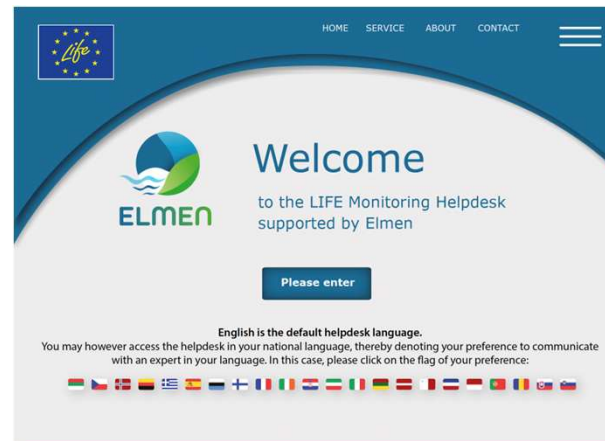 Life
HOME SERVICE ABOUT CONTACT
Welcome
to the LIFE Monitoring Helpdesk
supported by Elmen
ELMEN
Please enter
English is the default helpdesk language.
You may however access the helpdesk in your national language, thereby denoting your preference to communicate
with an expert in your language. In this case, please click on the flag of your preference: